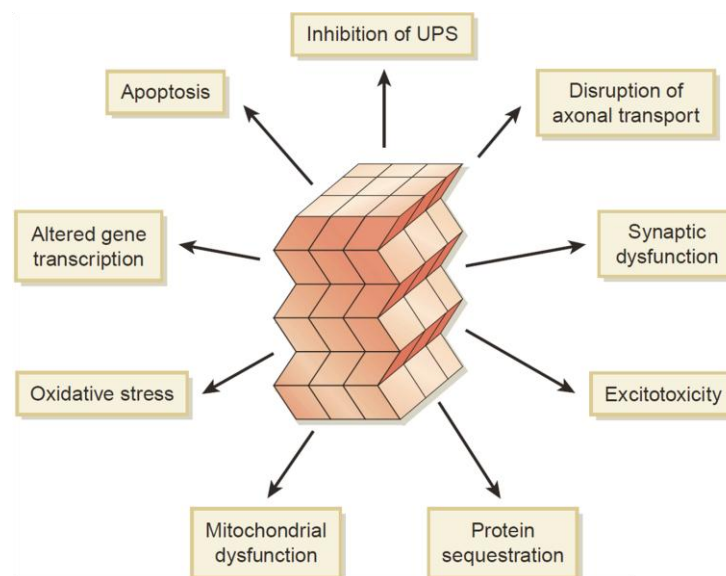 Inhibition of UPS
Apoptosis
Disruption of
axonal transport
Altered gene
transcription
Synaptic
dysfunction
Oxidative stress
Excitotoxicity
Mitochondrial
dysfunction
Protein
sequestration